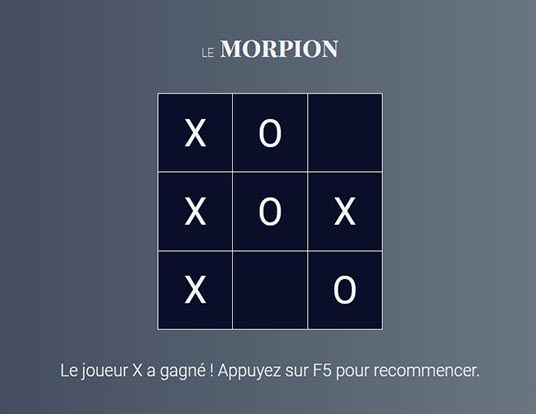 LE MORPION
X O
X O X
X O
Le joueur X a gagné ! Appuyez sur F5 pour recommencer.